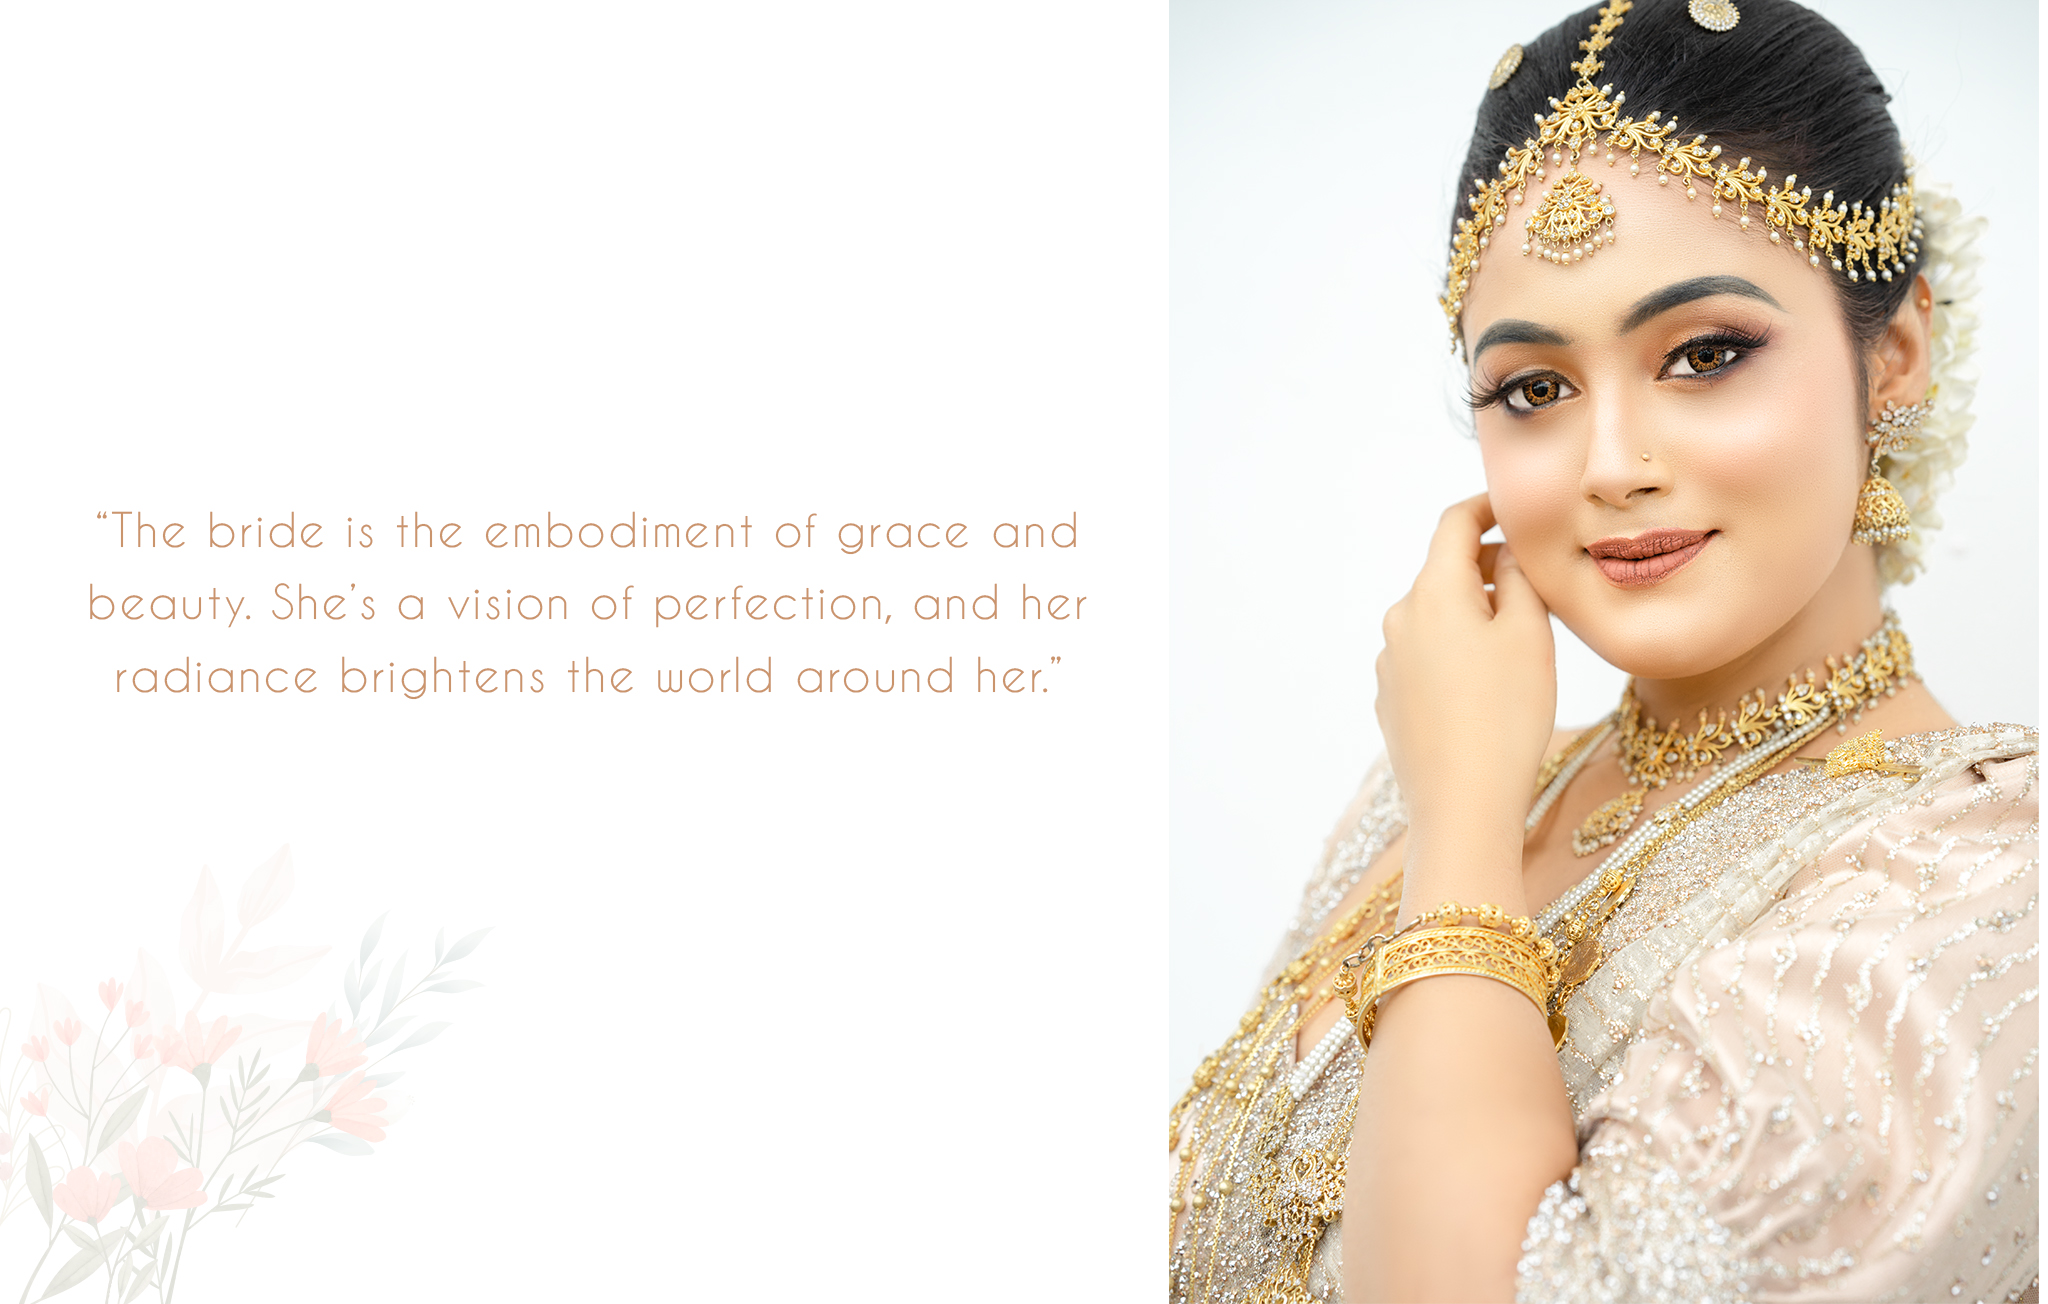 “The bride is the embodiment of grace and
beauty. She’s a vision of perfection, and her
radiance brightens the world around her.”